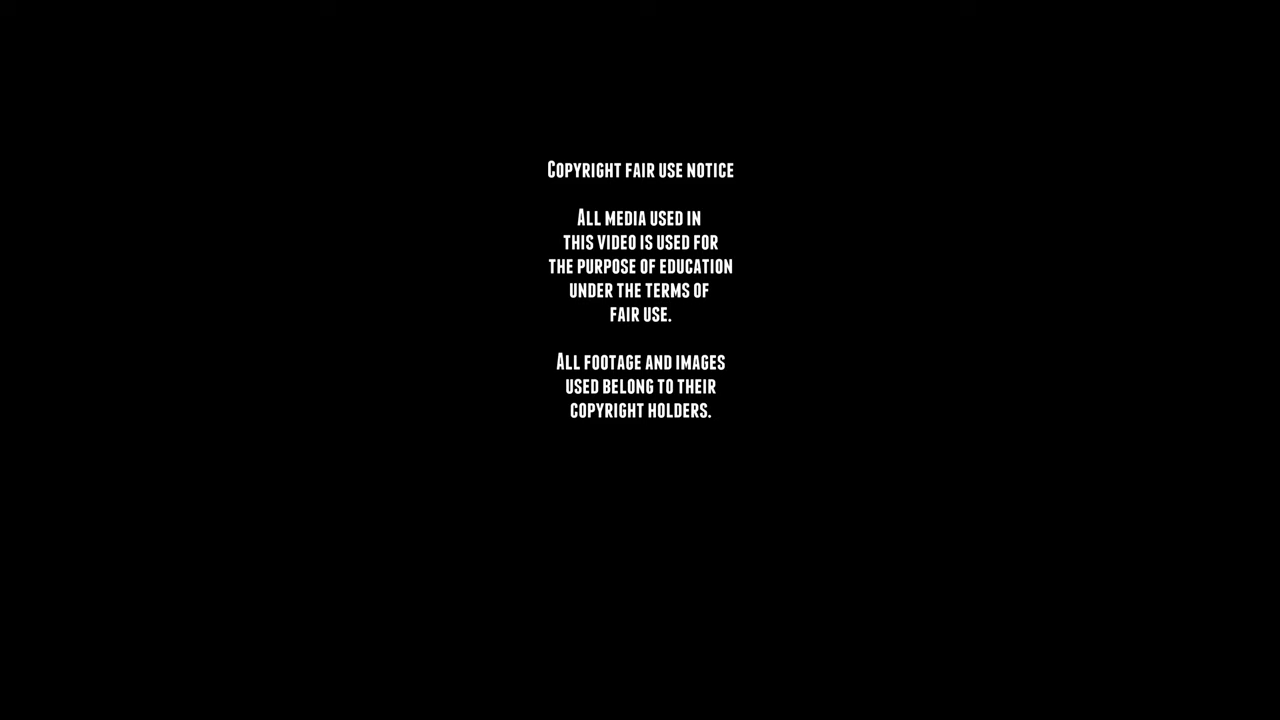 Copyright fair use notice
All media used in
this video is used for
the purpose of education
under the terms of
fair use.
All footage and images
used belong to their
copyright holders.